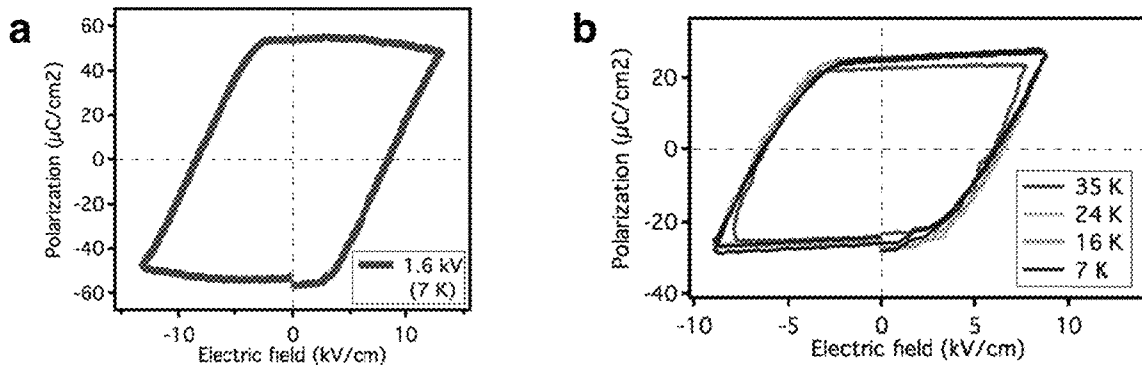 a
Polarization (µC/cm2)
60
40
20
0
-20
-40
-60
-10
0
10
Electric field (kV/cm)
1.6 kV
(7 K)
b
Polarization (µC/cm2)
20
0
-20
-40
-10
-5
0
5
10
Electric field (kV/cm)
35 K
24 K
16 K
7 K